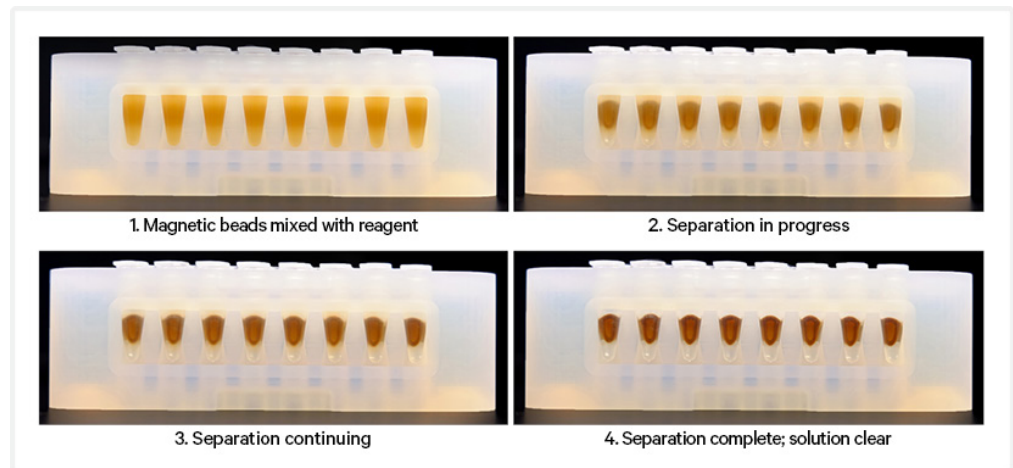 1. Magnetic beads mixed with reagent
2. Separation in progress
3. Separation continuing
4. Separation complete; solution clear